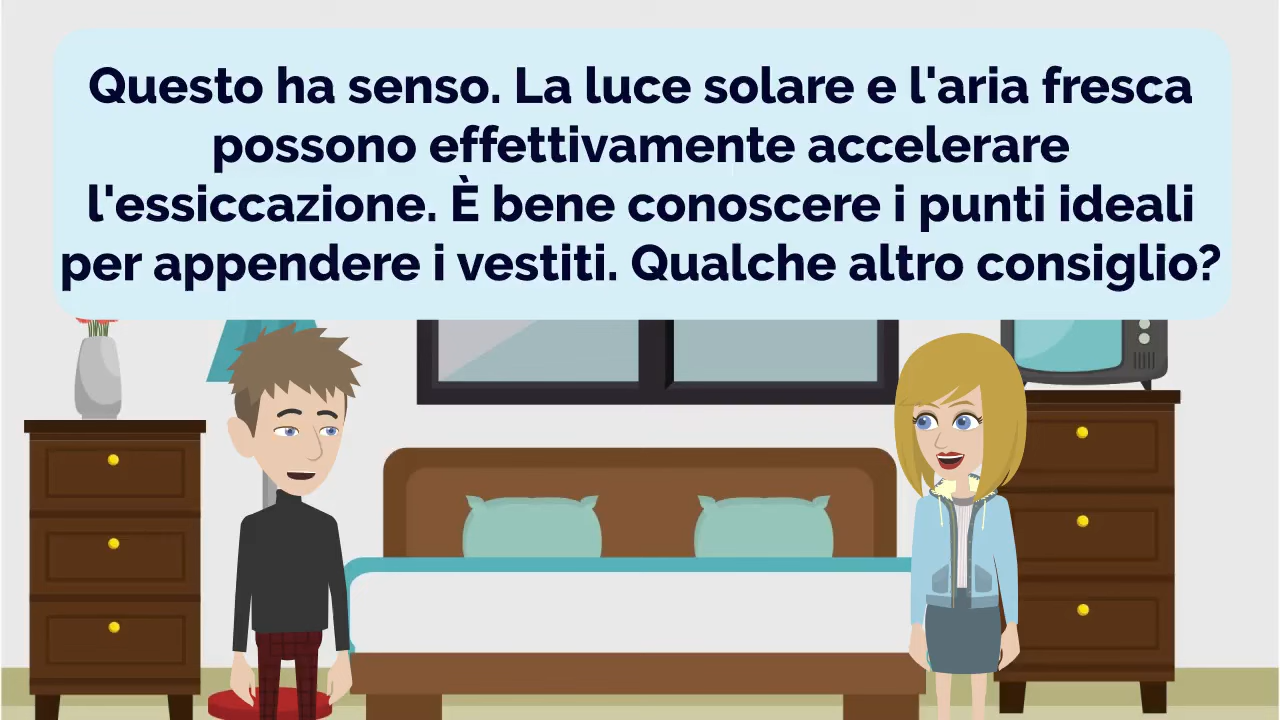 Questo ha senso. La luce solare e l'aria fresca
possono effettivamente accelerare
l'essiccazione. È bene conoscere i punti ideali
per appendere i vestiti. Qualche altro consiglio?